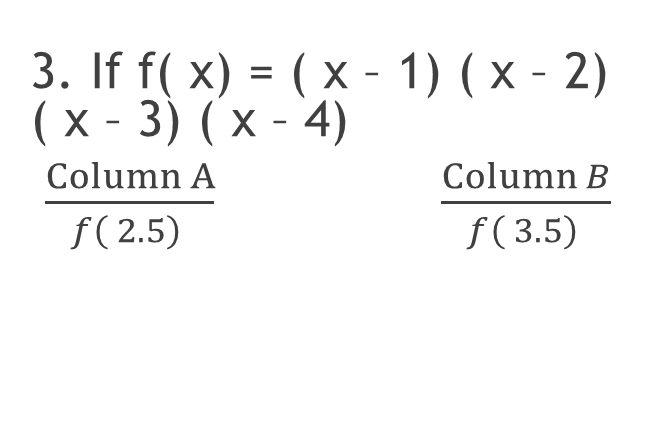 3. If f( x) = ( x - 1) ( x - 2)
( x - 3) ( x - 4)
Column A Column B
f( 2.5) f( 3.5)